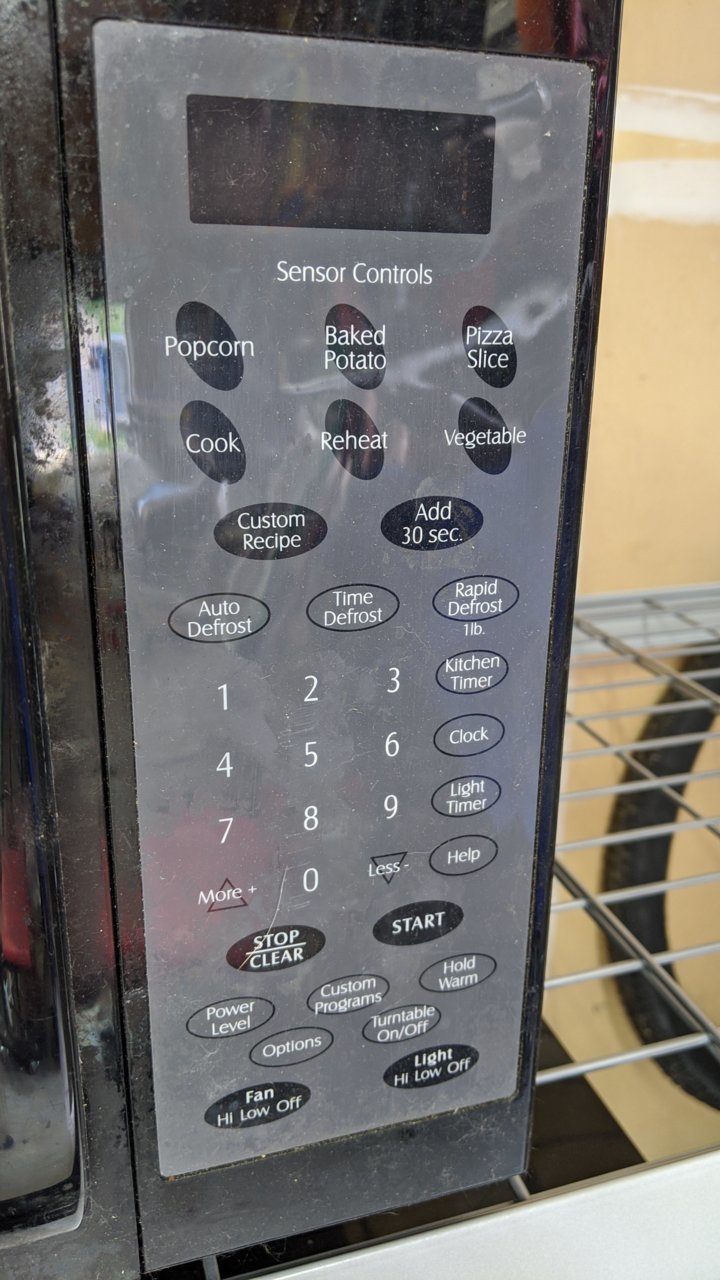 Sensor Controls
Popcorn
Baked
Potato
Pizza
Slice
Cook
Reheat
Vegetable
Custom
Recipe
Add
30 sec.
Auto
Defrost
Time
Defrost
Rapid
Defrost
1lb.
1 2 3
Kitchen
Timer
4 5 6
Clock
7 8 9
Light
Timer
More +
0
Less -
Help
STOP
CLEAR
START
Power
Level
Custom
Programs
Hold
Warm
Options
Turntable
On/Off
Fan
Hi Low Off
Light
Hi Low Off